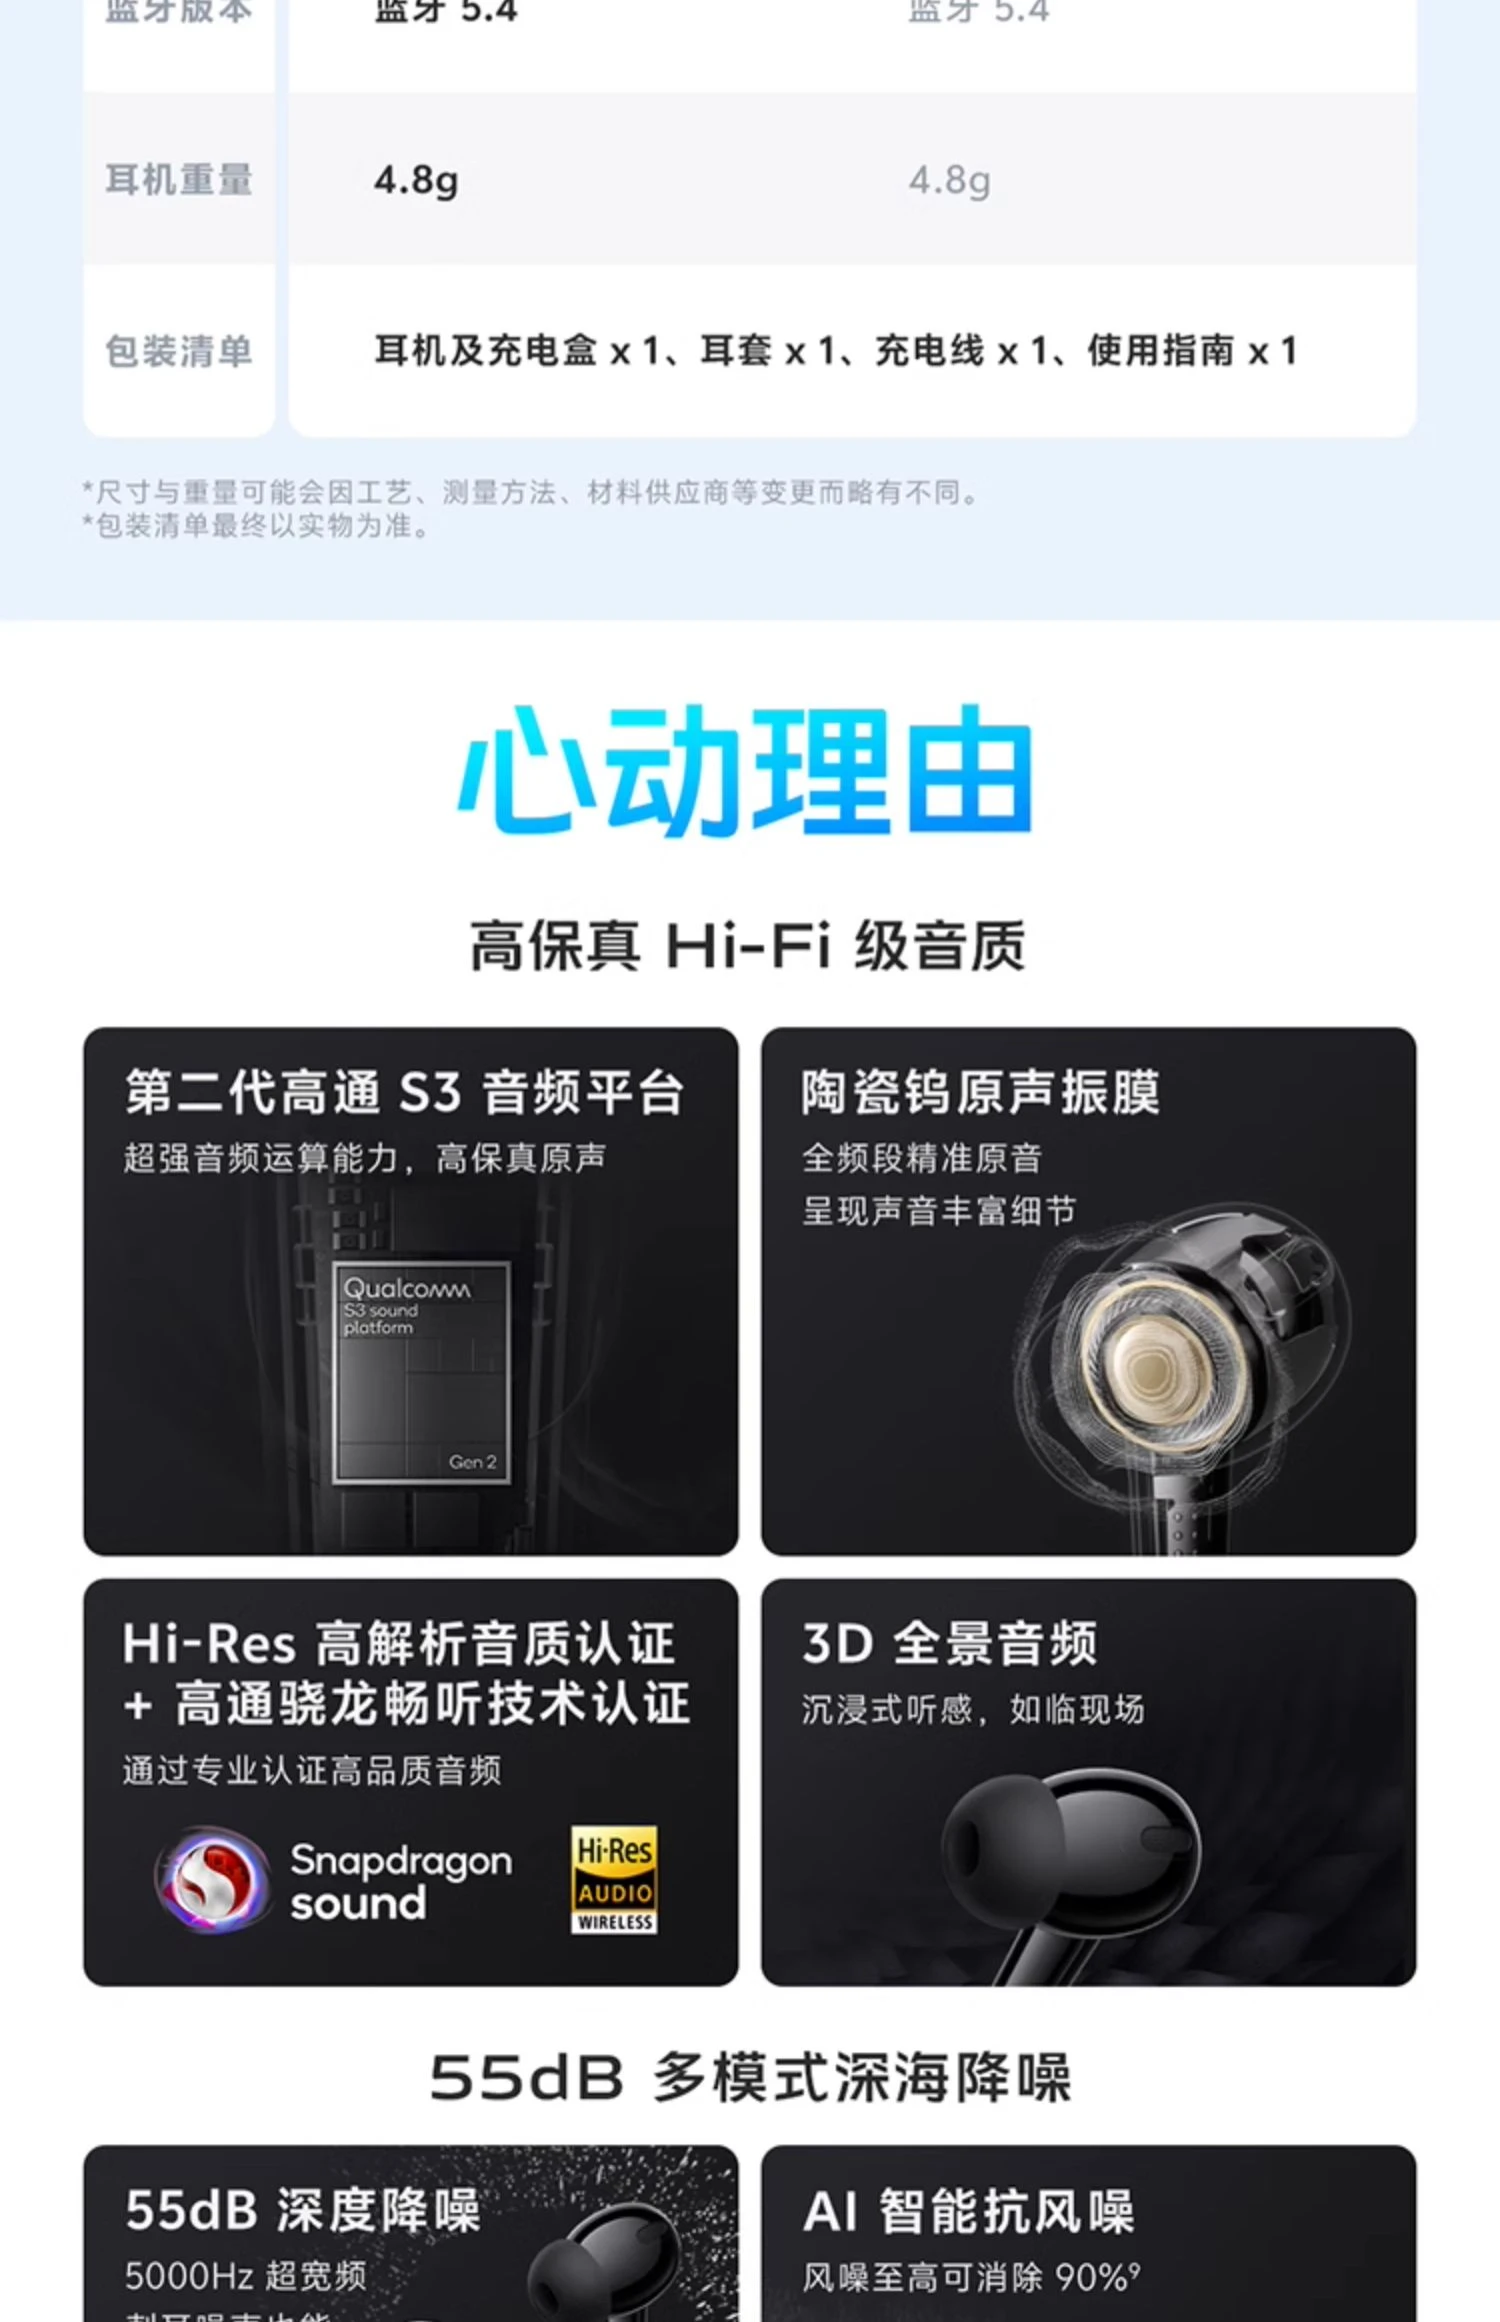 蓝牙版本 蓝牙 5.4 蓝牙 5.4
耳机重量 4.8g 4.8g
包装清单 耳机及充电盒 x 1、耳套 x 1、充电线 x 1、使用指南 x 1
*尺寸与重量可能会因工艺、测量方法、材料供应商等变更而略有不同。
*包装清单最终以实物为准。
心动理由
高保真 Hi-Fi 级音质
第二代高通 S3 音频平台
超强音频运算能力，高保真原声
Qualcomm
S3 sound
platform
Gen 2
陶瓷钨原声振膜
全频段精准原音
呈现声音丰富细节
Hi-Res 高解析音质认证
+ 高通骁龙畅听技术认证
通过专业认证高品质音频
Snapdragon
sound
Hi-Res
AUDIO
WIRELESS
3D 全景音频
沉浸式听感，如临现场
55dB 多模式深海降噪
55dB 深度降噪
5000Hz 超宽频
刺耳噪声也能
AI 智能抗风噪
风噪至高可消除 90%⁹